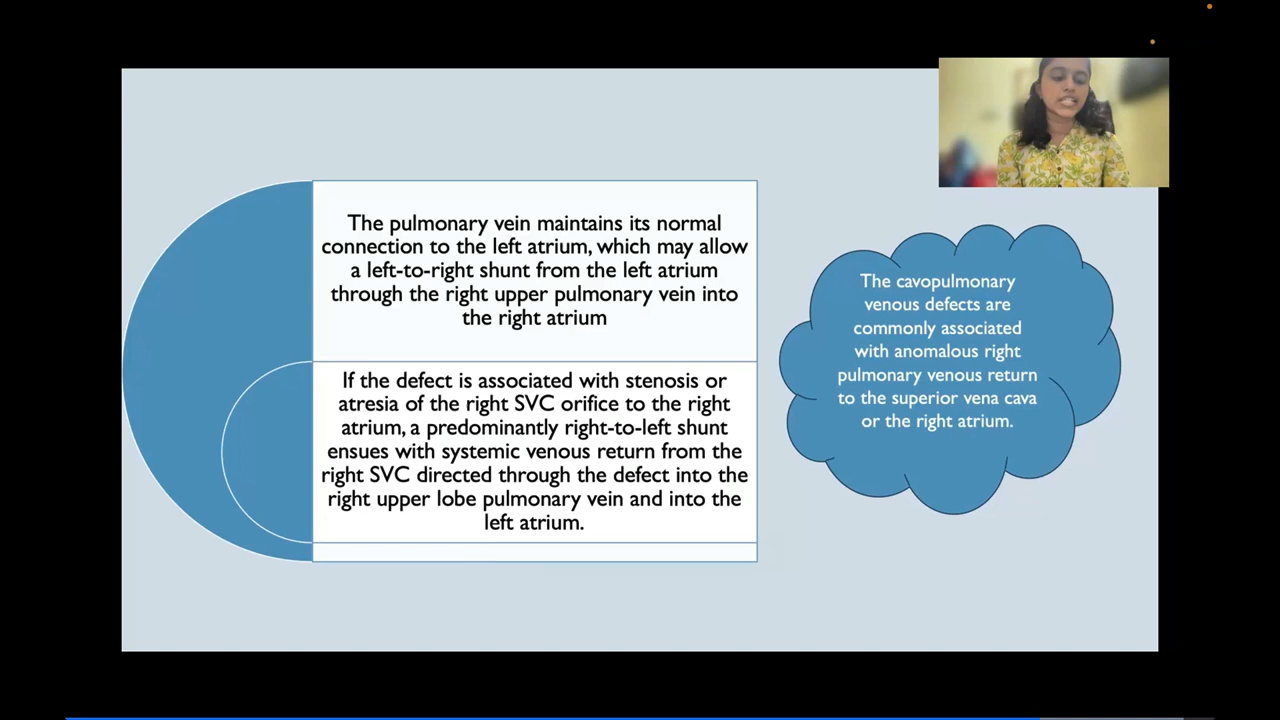 The pulmonary vein maintains its normal
connection to the left atrium, which may allow
a left-to-right shunt from the left atrium
through the right upper pulmonary vein into
the right atrium
If the defect is associated with stenosis or
atresia of the right SVC orifice to the right
atrium, a predominantly right-to-left shunt
ensues with systemic venous return from the
right SVC directed through the defect into the
right upper lobe pulmonary vein and into the
left atrium.
The cavopulmonary
venous defects are
commonly associated
with anomalous right
pulmonary venous return
to the superior vena cava
or the right atrium.